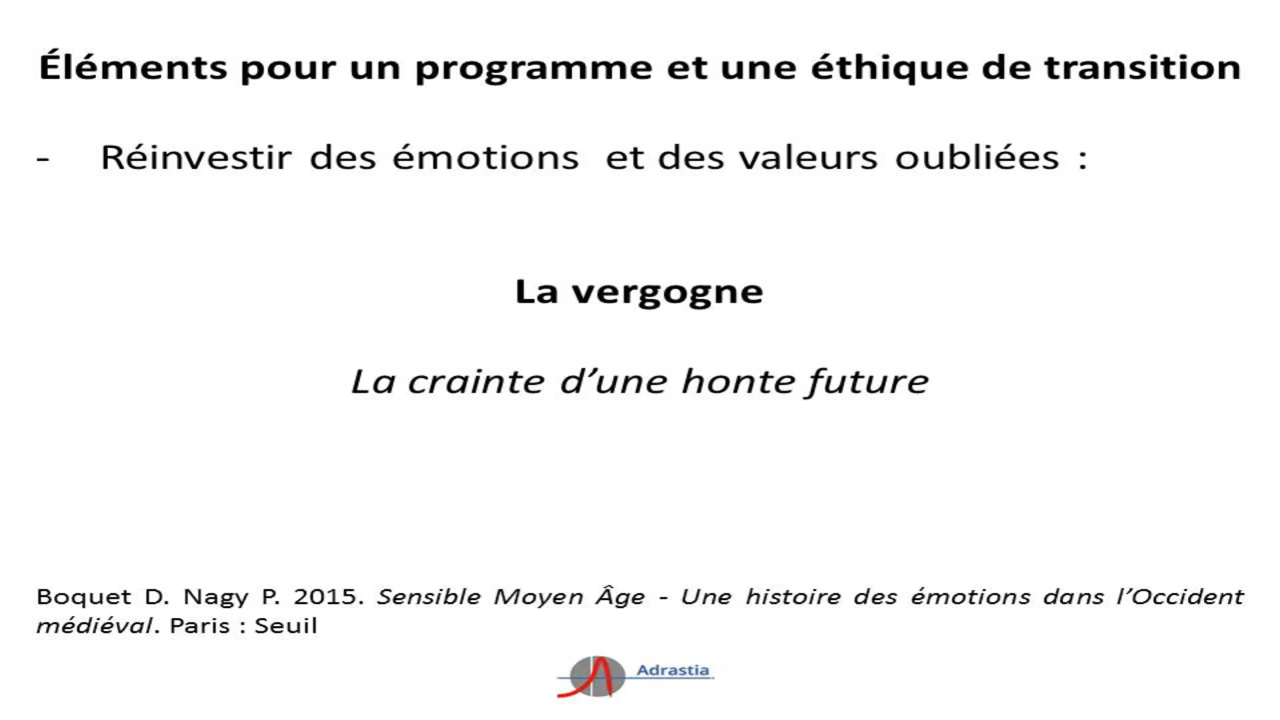 Éléments pour un programme et une éthique de transition
- Réinvestir des émotions et des valeurs oubliées :
La vergogne
La crainte d’une honte future
Boquet D. Nagy P. 2015. Sensible Moyen Âge - Une histoire des émotions dans l’Occident
médiéval. Paris : Seuil
Adrastia